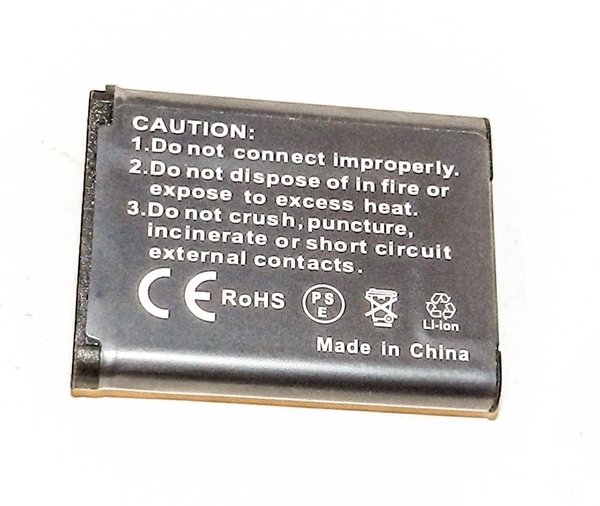 CAUTION:
1.Do not connect improperly.
2.Do not dispose of in fire or
expose to excess heat.
3.Do not crush, puncture,
incinerate or short circuit
external contacts.
CE RoHS PSE
Li-ion
Made in China